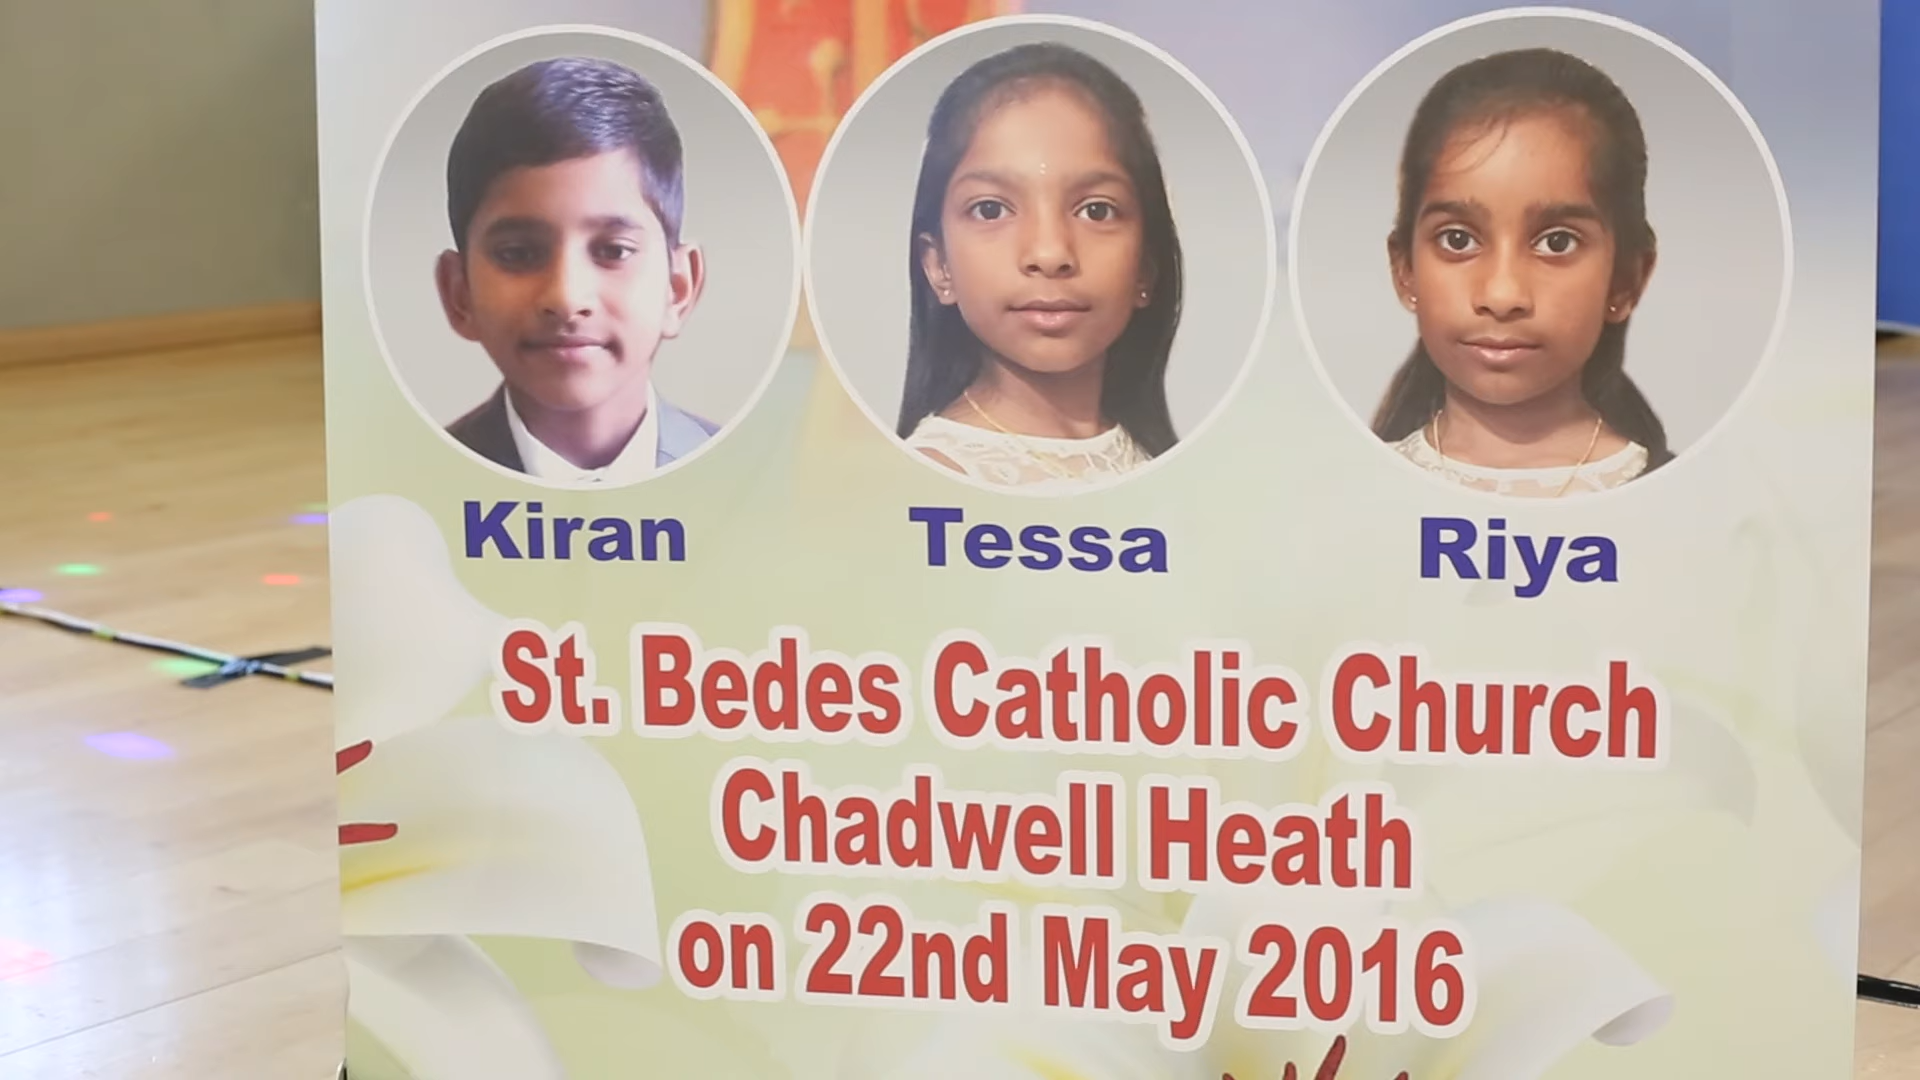 Kiran Tessa Riya
St. Bedes Catholic Church
Chadwell Heath
on 22nd May 2016